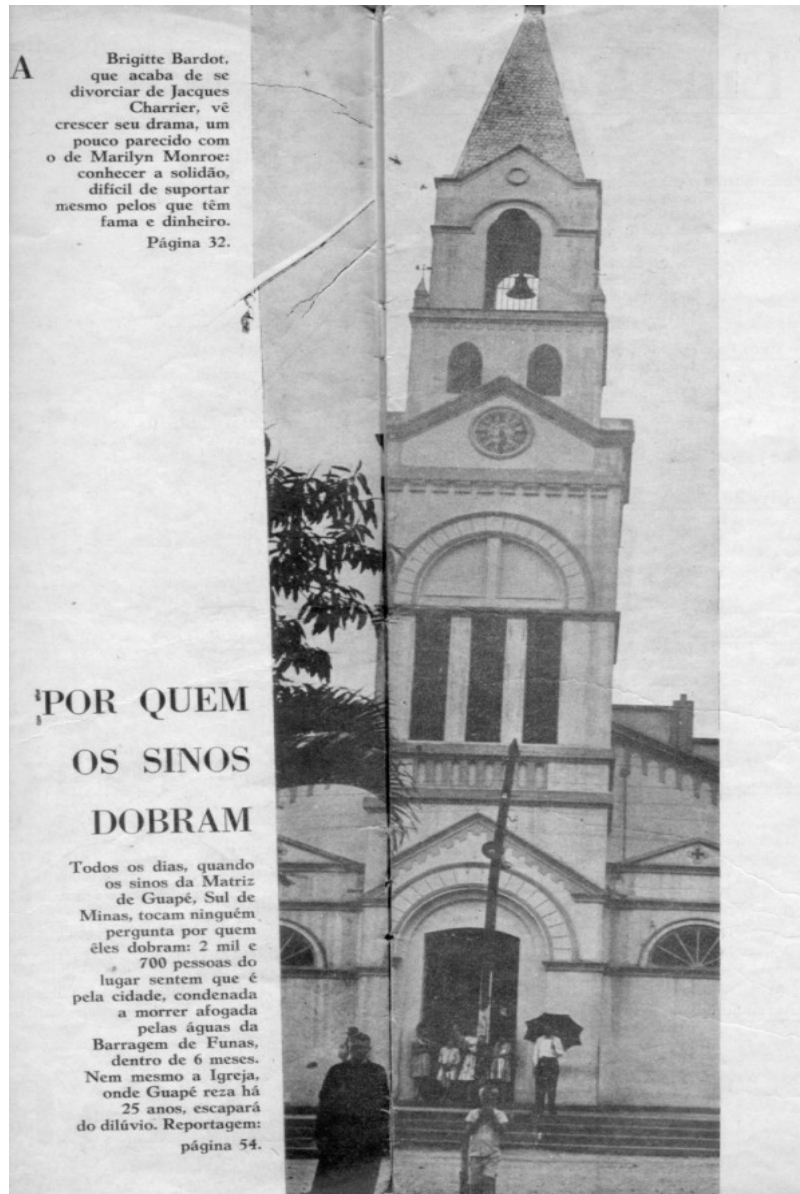 A
Brigitte Bardot,
que acaba de se
divorciar de Jacques
Charrier, vê
crescer seu drama, um
pouco parecido com
o de Marilyn Monroe:
conhecer a solidão,
difícil de suportar
mesmo pelos que têm
fama e dinheiro.
Página 32.
POR QUEM
OS SINOS
DOBRAM
Todos os dias, quando
os sinos da Matriz
de Guapé, Sul de
Minas, tocam ninguém
pergunta por quem
êles dobram: 2 mil e
700 pessoas do
lugar sentem que é
pela cidade, condenada
a morrer afogada
pelas águas da
Barragem de Funas,
dentro de 6 meses.
Nem mesmo a Igreja,
onde Guapé reza há
25 anos, escapará
do dilúvio. Reportagem:
página 54.